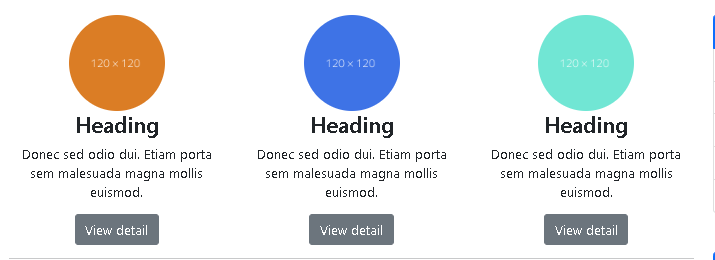 120 × 120
Heading
Donec sed odio dui. Etiam porta
sem malesuada magna mollis
euismod.
View detail
120 × 120
Heading
Donec sed odio dui. Etiam porta
sem malesuada magna mollis
euismod.
View detail
120 × 120
Heading
Donec sed odio dui. Etiam porta
sem malesuada magna mollis
euismod.
View detail